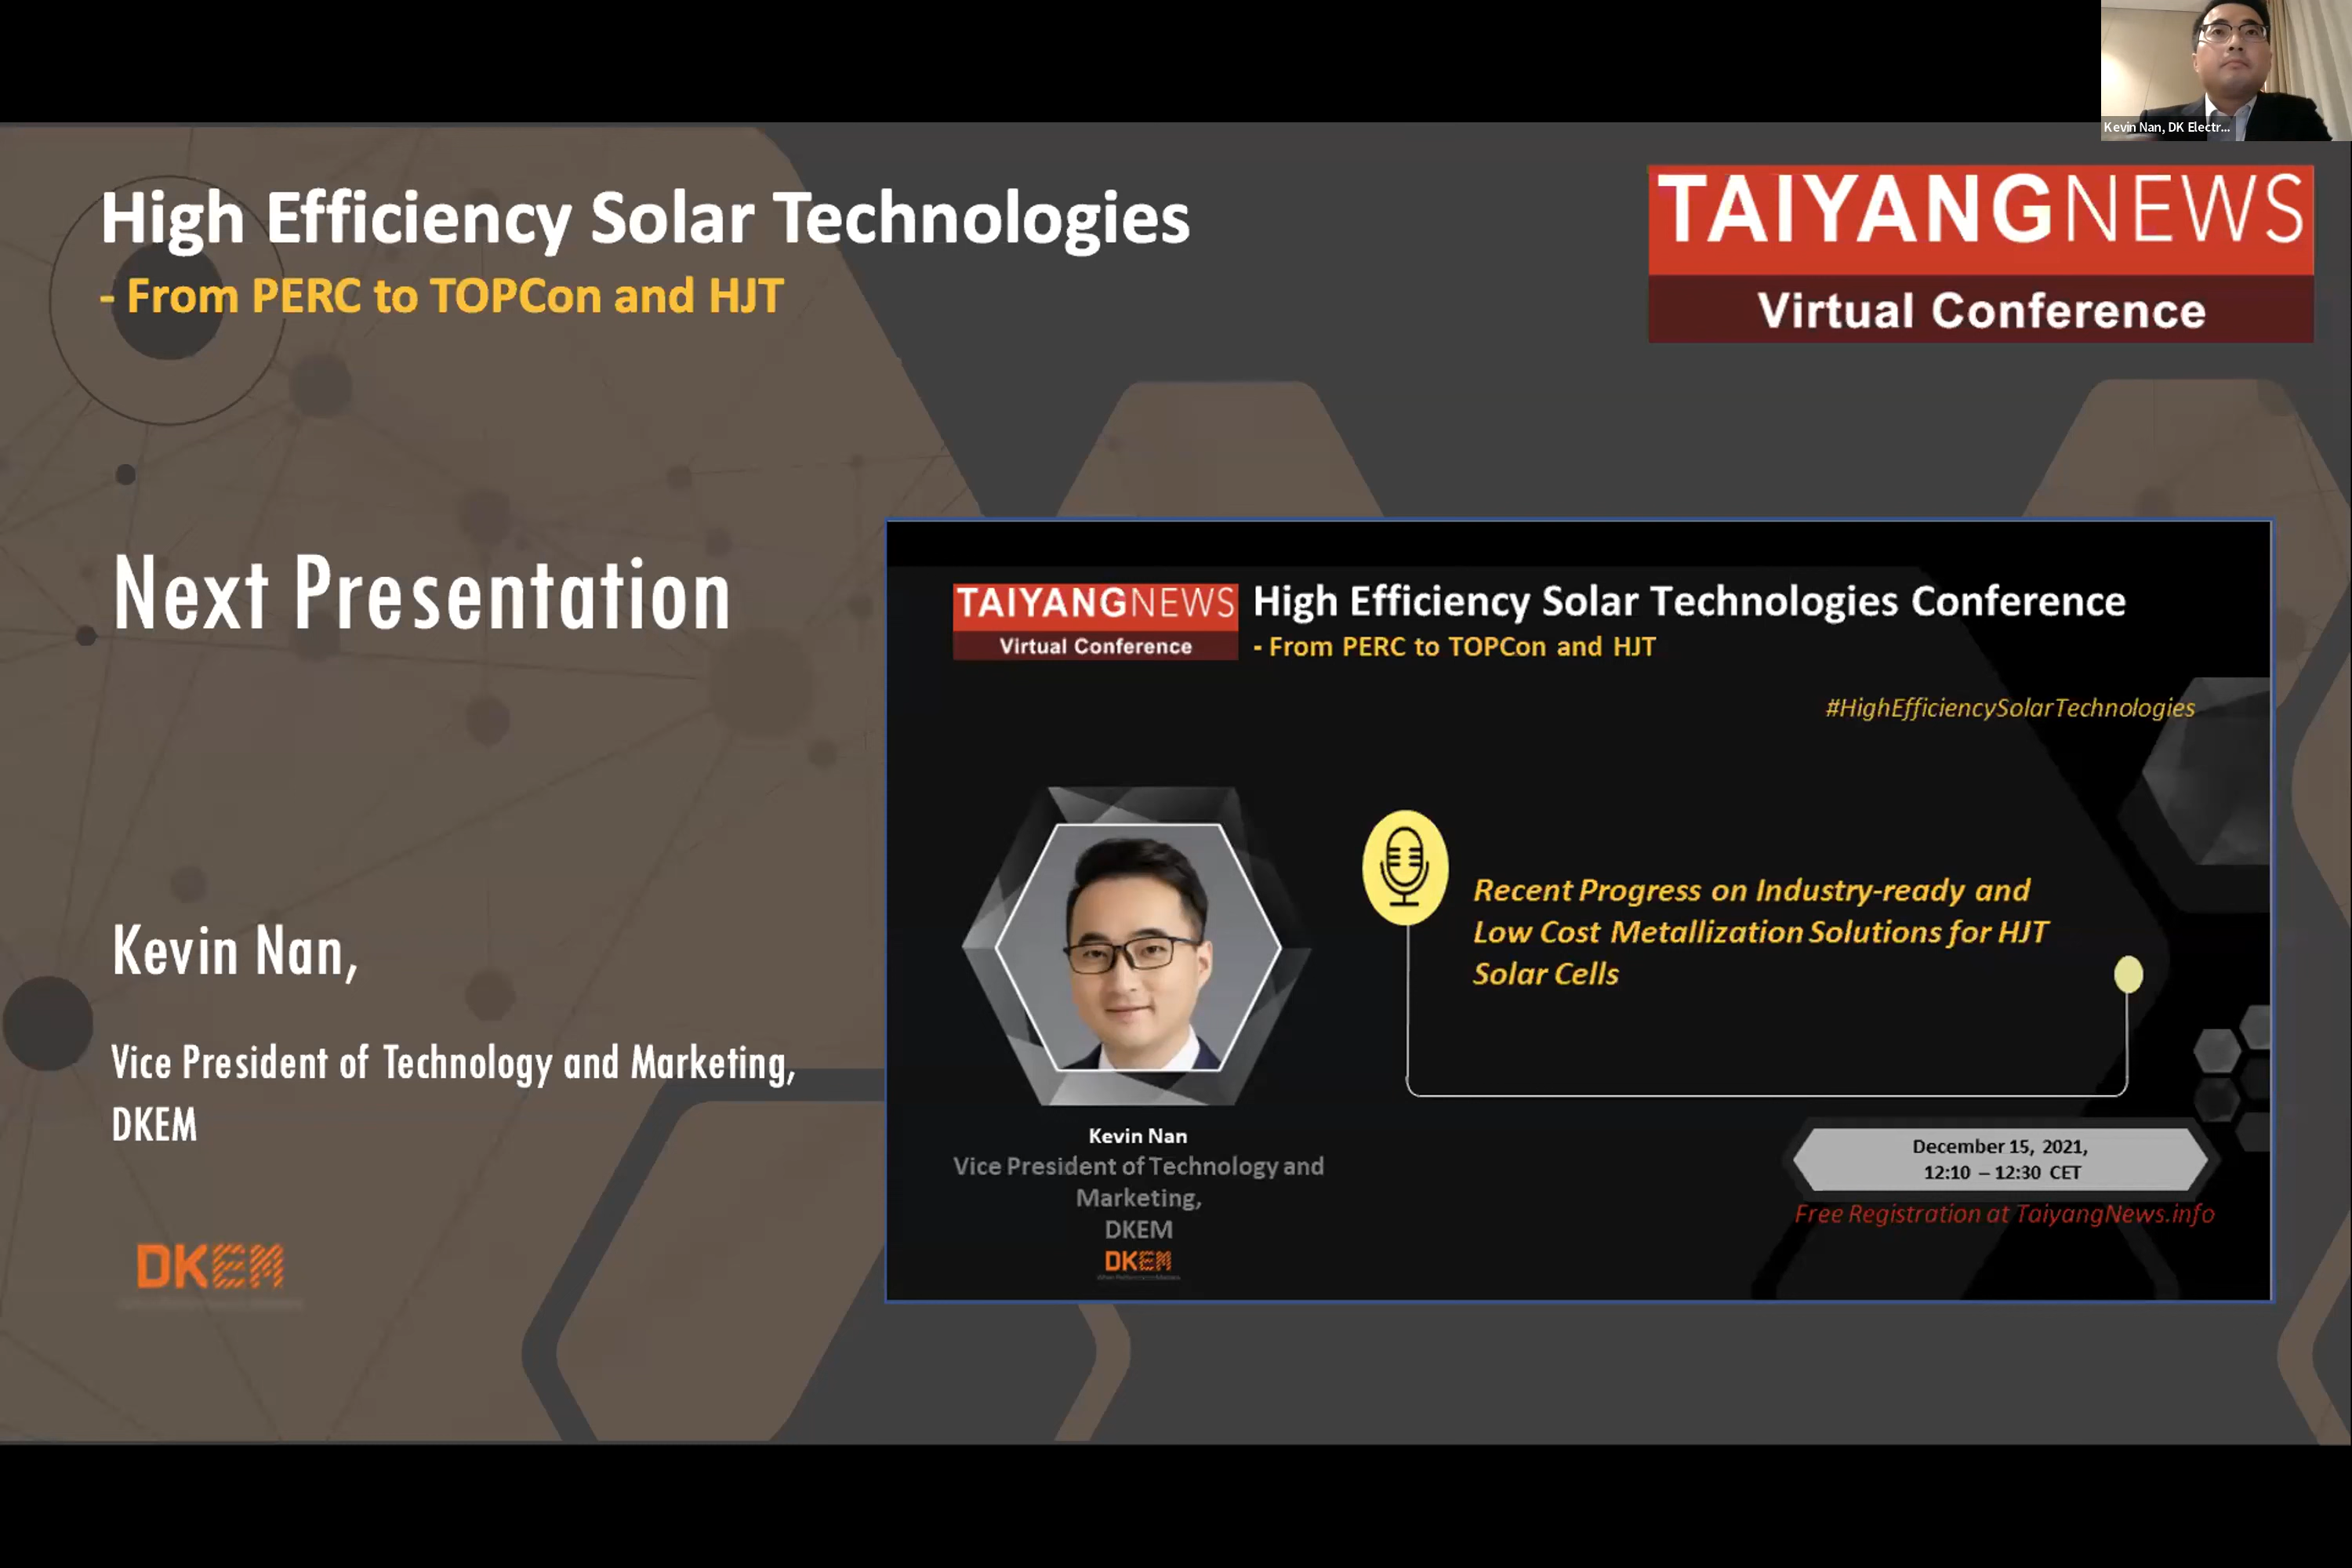 Kevin Nan, DK Electr...
High Efficiency Solar Technologies
- From PERC to TOPCon and HJT
TAIYANGNEWS
Virtual Conference
Next Presentation
Kevin Nan,
Vice President of Technology and Marketing,
DKEM
DKEM
TAIYANGNEWS
Virtual Conference
High Efficiency Solar Technologies Conference
- From PERC to TOPCon and HJT
#HighEfficiencySolarTechnologies
Recent Progress on Industry-ready and
Low Cost Metallization Solutions for HJT
Solar Cells
Kevin Nan
Vice President of Technology and
Marketing,
DKEM
DKEM
December 15, 2021,
12:10 – 12:30 CET
Free Registration at TaiyangNews.info